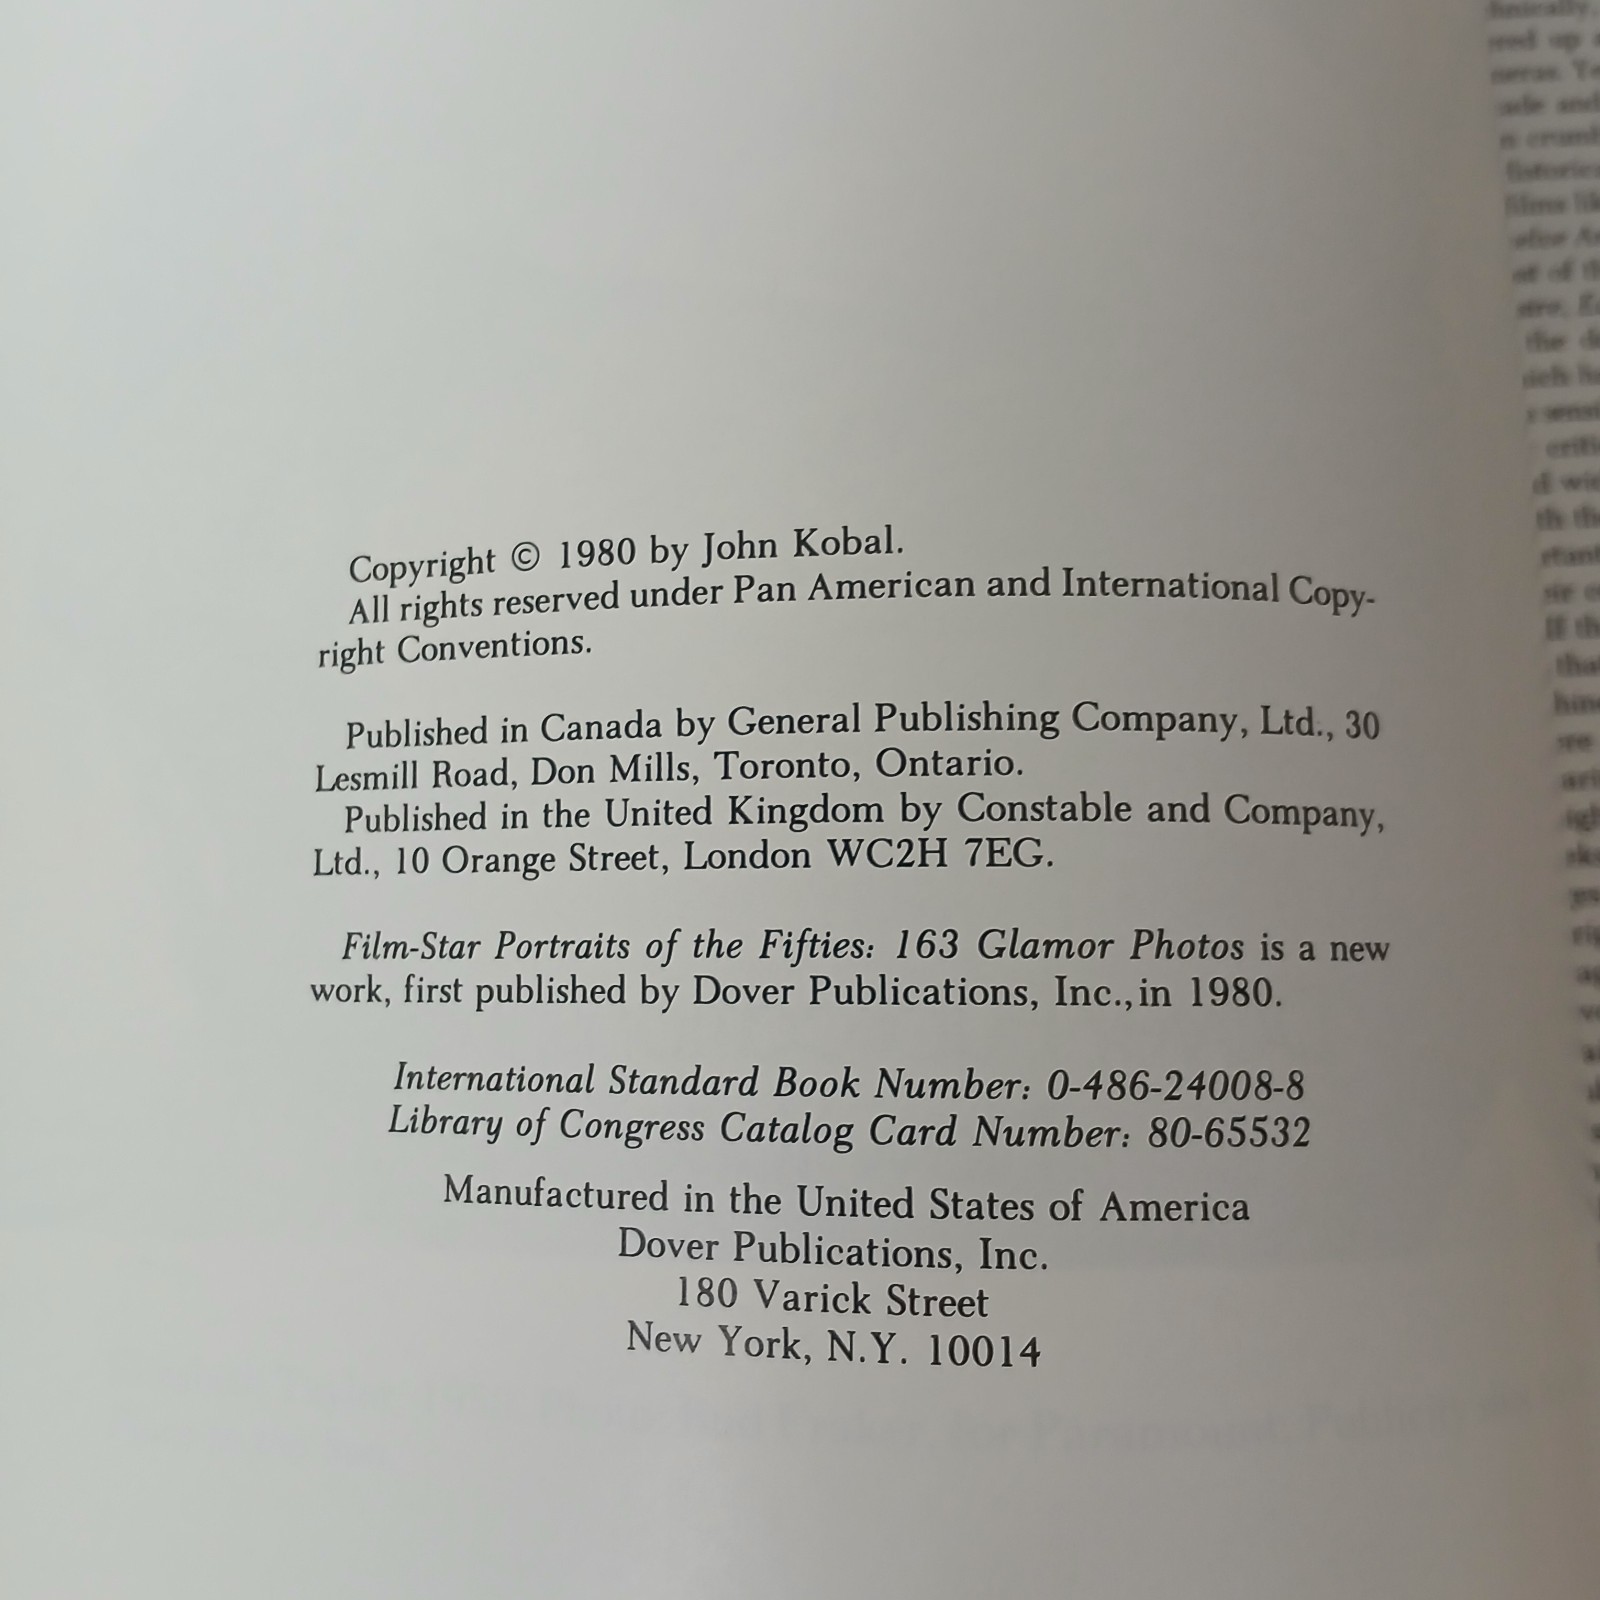 Copyright © 1980 by John Kobal.
All rights reserved under Pan American and International Copy-
right Conventions.
Published in Canada by General Publishing Company, Ltd., 30
Lesmill Road, Don Mills, Toronto, Ontario.
Published in the United Kingdom by Constable and Company,
Ltd., 10 Orange Street, London WC2H 7EG.
Film-Star Portraits of the Fifties: 163 Glamor Photos is a new
work, first published by Dover Publications, Inc., in 1980.
International Standard Book Number: 0-486-24008-8
Library of Congress Catalog Card Number: 80-65532
Manufactured in the United States of America
Dover Publications, Inc.
180 Varick Street
New York, N.Y. 10014